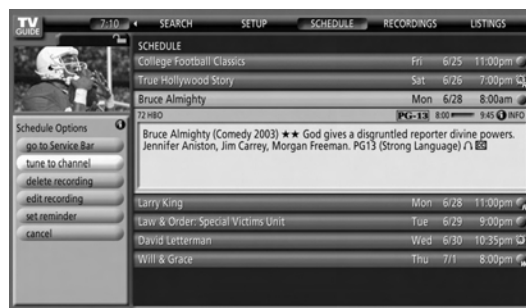 TV GUIDE 7:10 SEARCH SETUP SCHEDULE RECORDINGS LISTINGS
SCHEDULE
College Football Classics Fri 6/25 11:00pm
True Hollywood Story Sat 6/26 7:00pm
Bruce Almighty Mon 6/28 8:00am
72 HBO PG-13 8:00 9:45 INFO
Bruce Almighty (Comedy 2003) ★★ God gives a disgruntled reporter divine powers.
Jennifer Aniston, Jim Carrey, Morgan Freeman. PG13 (Strong Language)
Schedule Options
go to Service Bar
tune to channel
delete recording
edit recording
set reminder
cancel
Larry King Mon 6/28 11:00pm
Law & Order: Special Victims Unit Tue 6/29 9:00pm
David Letterman Wed 6/30 10:35pm
Will & Grace Thu 7/1 8:00pm